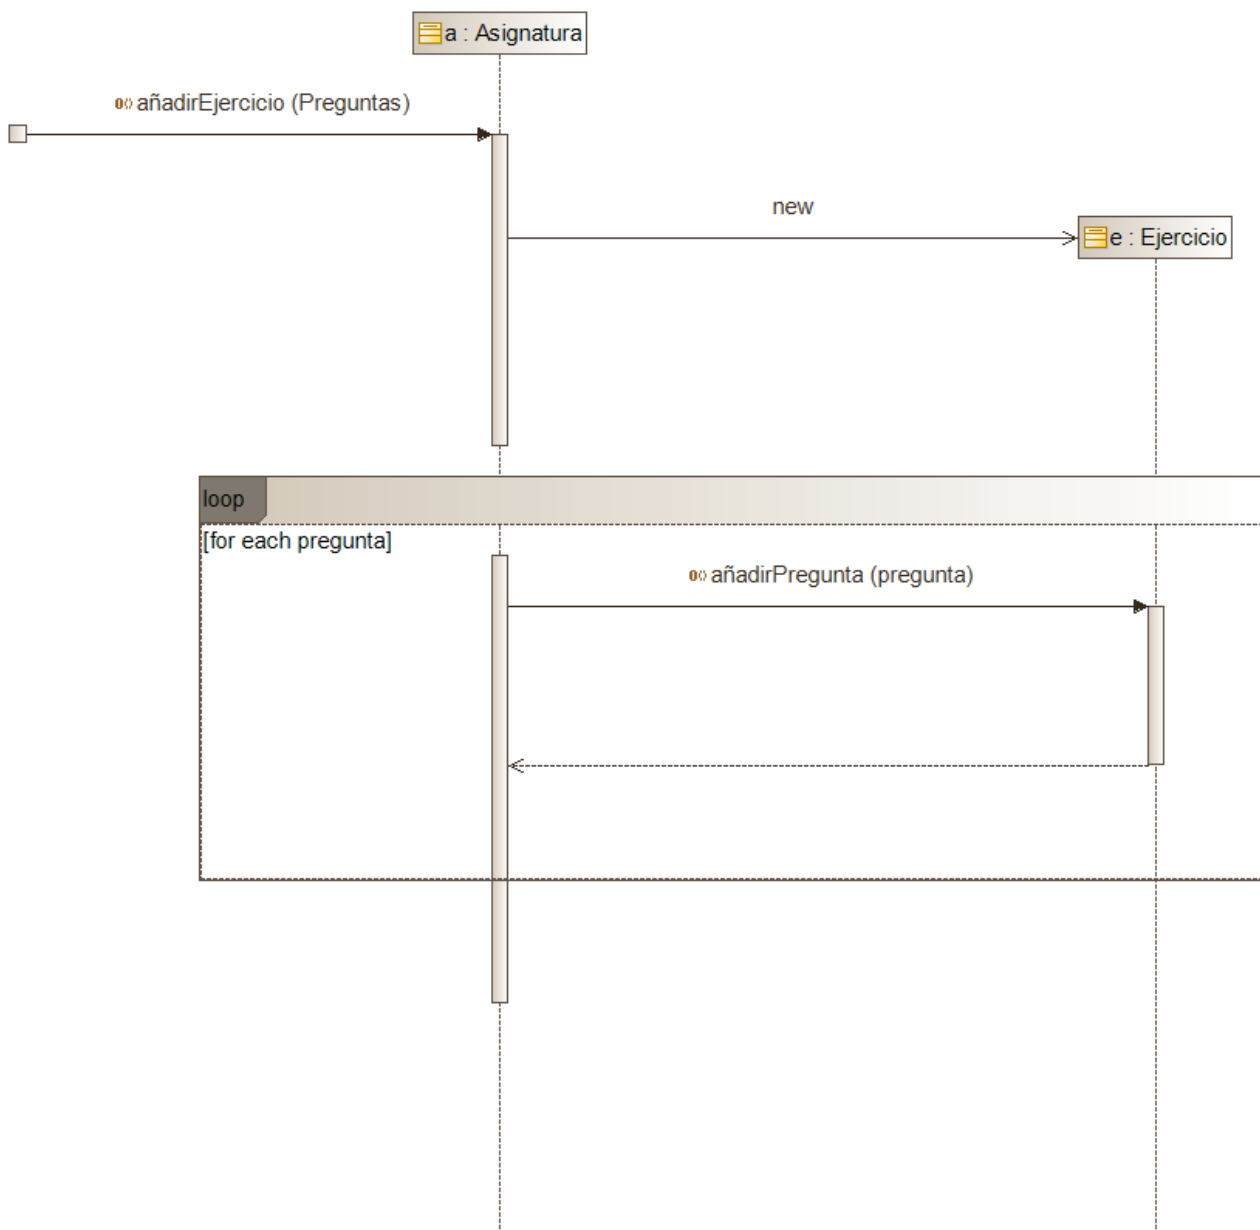 a : Asignatura
añadirEjercicio (Preguntas)
new
e : Ejercicio
loop
[for each pregunta]
añadirPregunta (pregunta)